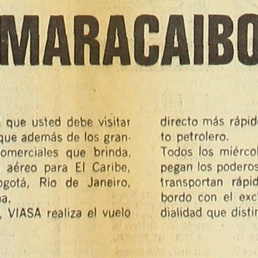 MARACAIBO
que usted debe visitar
que además de los gran-
omerciales que brinda,
aéreo para El Caribe,
ogotá, Rio de Janeiro,
a.
, VIASA realiza el vuelo
directo más rápid
to petrolero.
Todos los miércol
pegan los poderos
transportan rápid
bordo con el exc
dialidad que distin